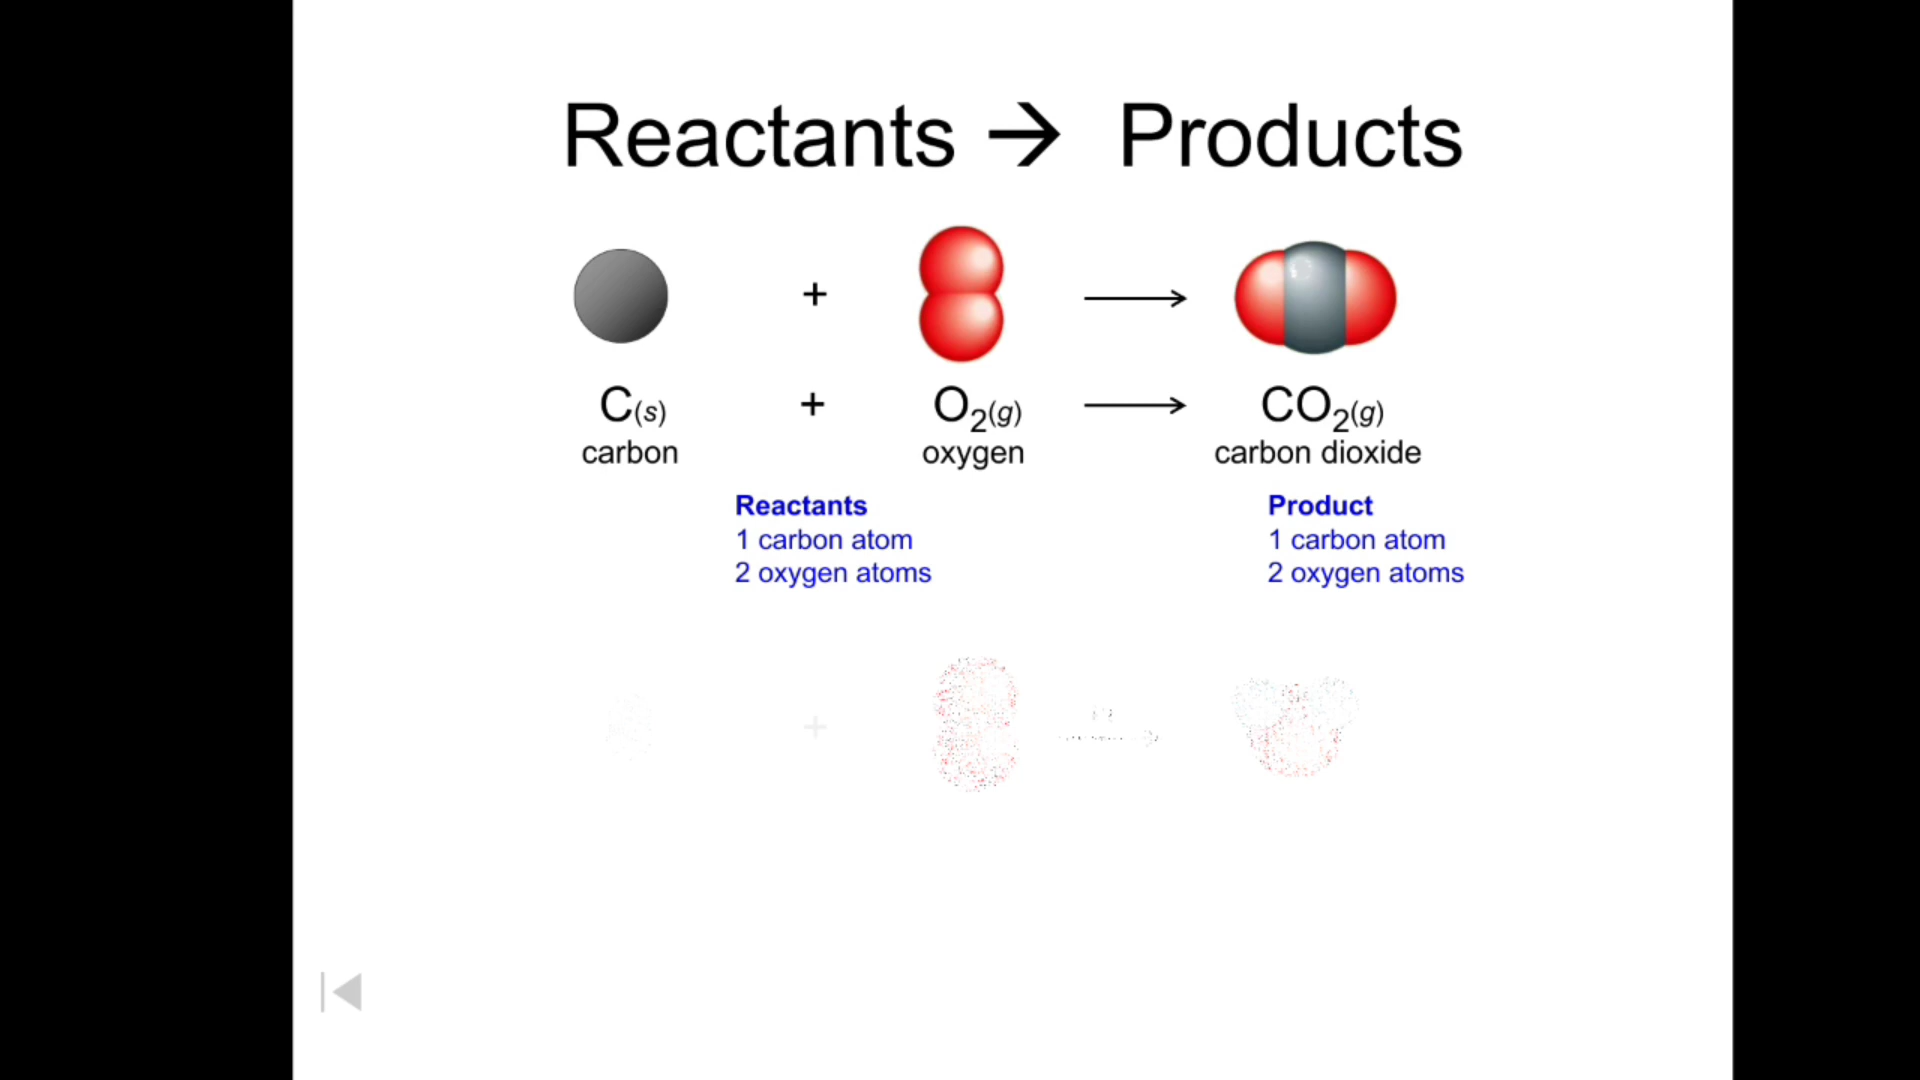 Reactants → Products
+ →
C(s) + O₂(g) → CO₂(g)
carbon oxygen carbon dioxide
Reactants Product
1 carbon atom 1 carbon atom
2 oxygen atoms 2 oxygen atoms
+